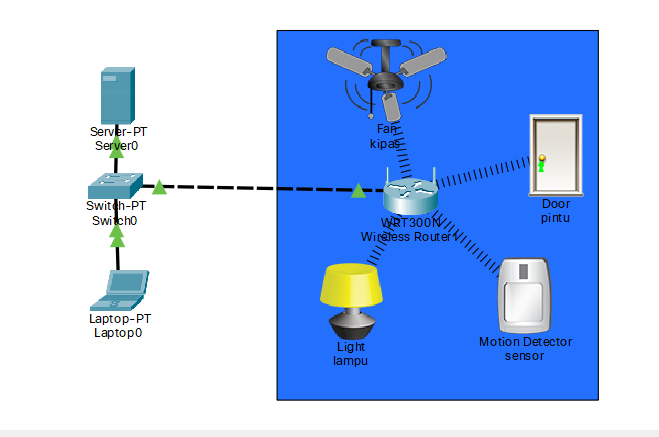 Server-PT
Server0
Switch-PT
Switch0
Laptop-PT
Laptop0
Fan
kipas
WRT300N
Wireless Router
Door
pintu
Light
lampu
Motion Detector
sensor